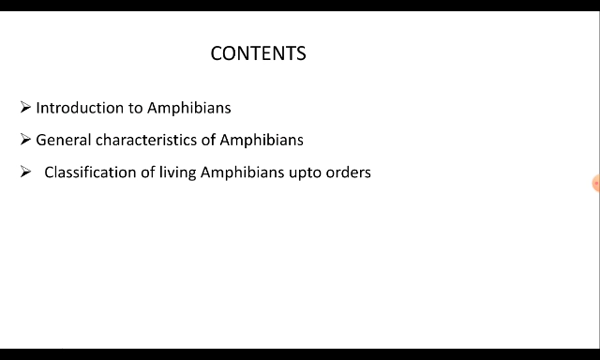 CONTENTS
➢ Introduction to Amphibians
➢ General characteristics of Amphibians
➢ Classification of living Amphibians upto orders